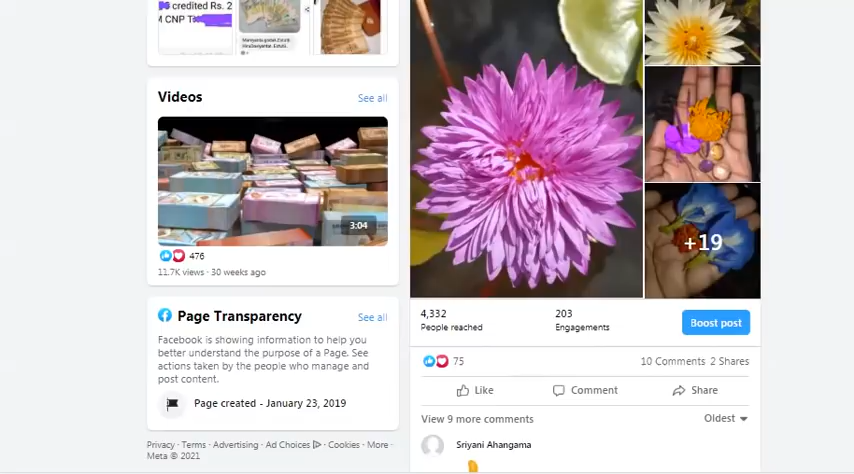 s credited Rs. 2
M CNP T
Videos
See all
3:04
476
11.7K views · 30 weeks ago
Page Transparency
See all
Facebook is showing information to help you
better understand the purpose of a Page. See
actions taken by the people who manage and
post content.
Page created - January 23, 2019
Privacy · Terms · Advertising · Ad Choices · Cookies · More ·
Meta © 2021
+19
4,332
People reached
203
Engagements
Boost post
75
10 Comments 2 Shares
Like
Comment
Share
View 9 more comments
Oldest
Sriyani Ahangama